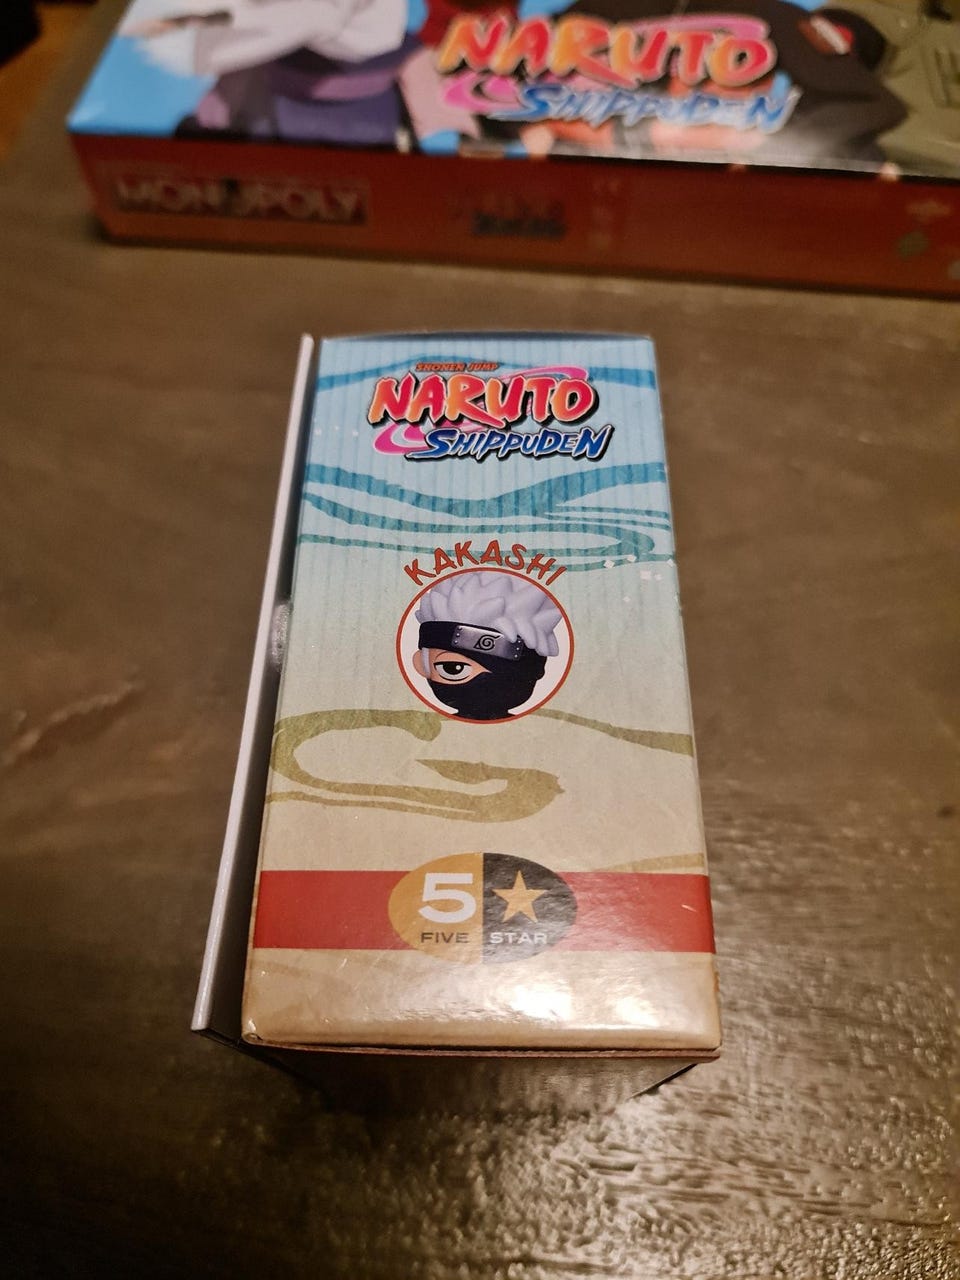 NARUTO
SHIPPUDEN
MONOPOLY
SHONEN JUMP
NARUTO
SHIPPUDEN
KAKASHI
5
FIVE STAR